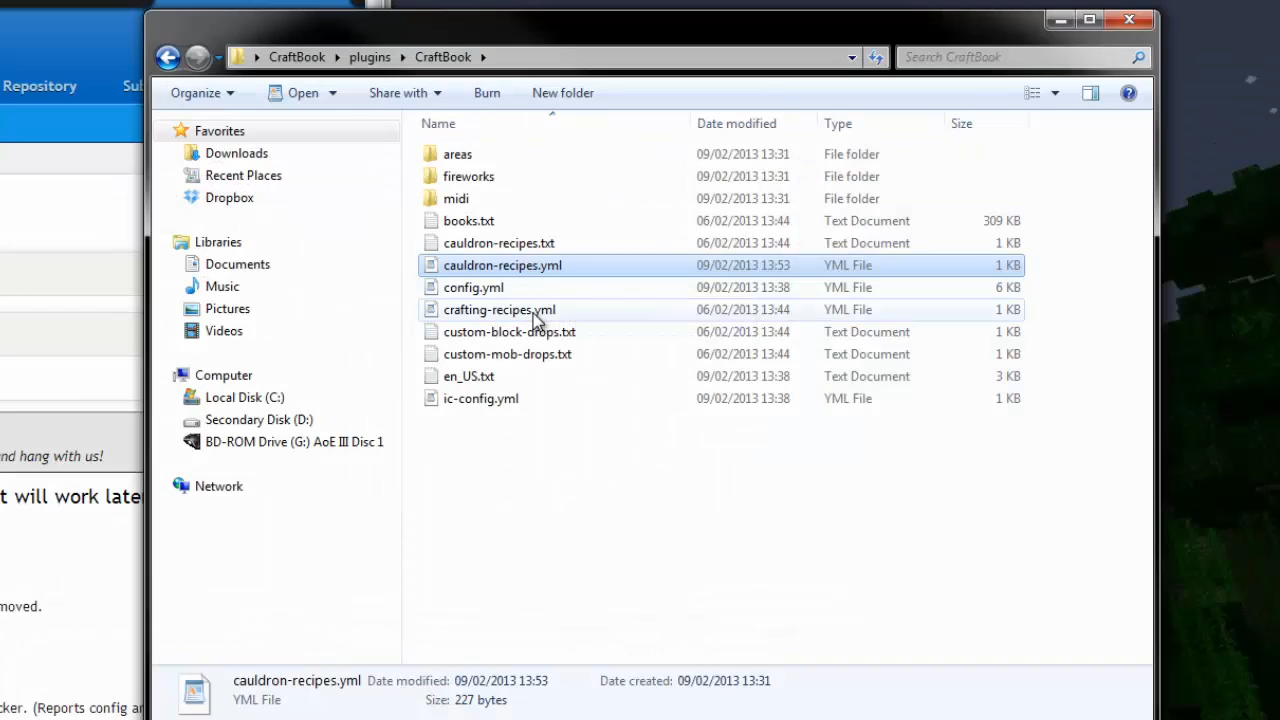 CraftBook plugins CraftBook Search CraftBook
Repository Su
Organize Open Share with Burn New folder
Name Date modified Type Size
Favorites
Downloads
Recent Places
Dropbox
Libraries
Documents
Music
Pictures
Videos
Computer
Local Disk (C:)
Secondary Disk (D:)
BD-ROM Drive (G:) AoE III Disc 1
Network
areas 09/02/2013 13:31 File folder
fireworks 09/02/2013 13:31 File folder
midi 09/02/2013 13:31 File folder
books.txt 06/02/2013 13:44 Text Document 309 KB
cauldron-recipes.txt 06/02/2013 13:44 Text Document 1 KB
cauldron-recipes.yml 09/02/2013 13:53 YML File 1 KB
config.yml 09/02/2013 13:38 YML File 6 KB
crafting-recipes.yml 06/02/2013 13:44 YML File 1 KB
custom-block-drops.txt 06/02/2013 13:44 Text Document 1 KB
custom-mob-drops.txt 06/02/2013 13:44 Text Document 1 KB
en_US.txt 09/02/2013 13:38 Text Document 3 KB
ic-config.yml 09/02/2013 13:38 YML File 1 KB
and hang with us!
t will work late
moved.
cker. (Reports config a
cauldron-recipes.yml Date modified: 09/02/2013 13:53 Date created: 09/02/2013 13:31
YML File Size: 227 bytes